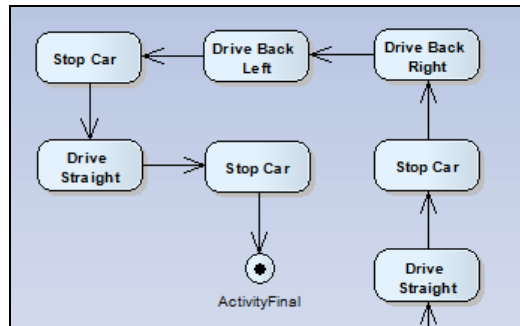 Stop Car
Drive Back
Left
Drive Back
Right
Drive
Straight
Stop Car
Stop Car
Drive
Straight
ActivityFinal